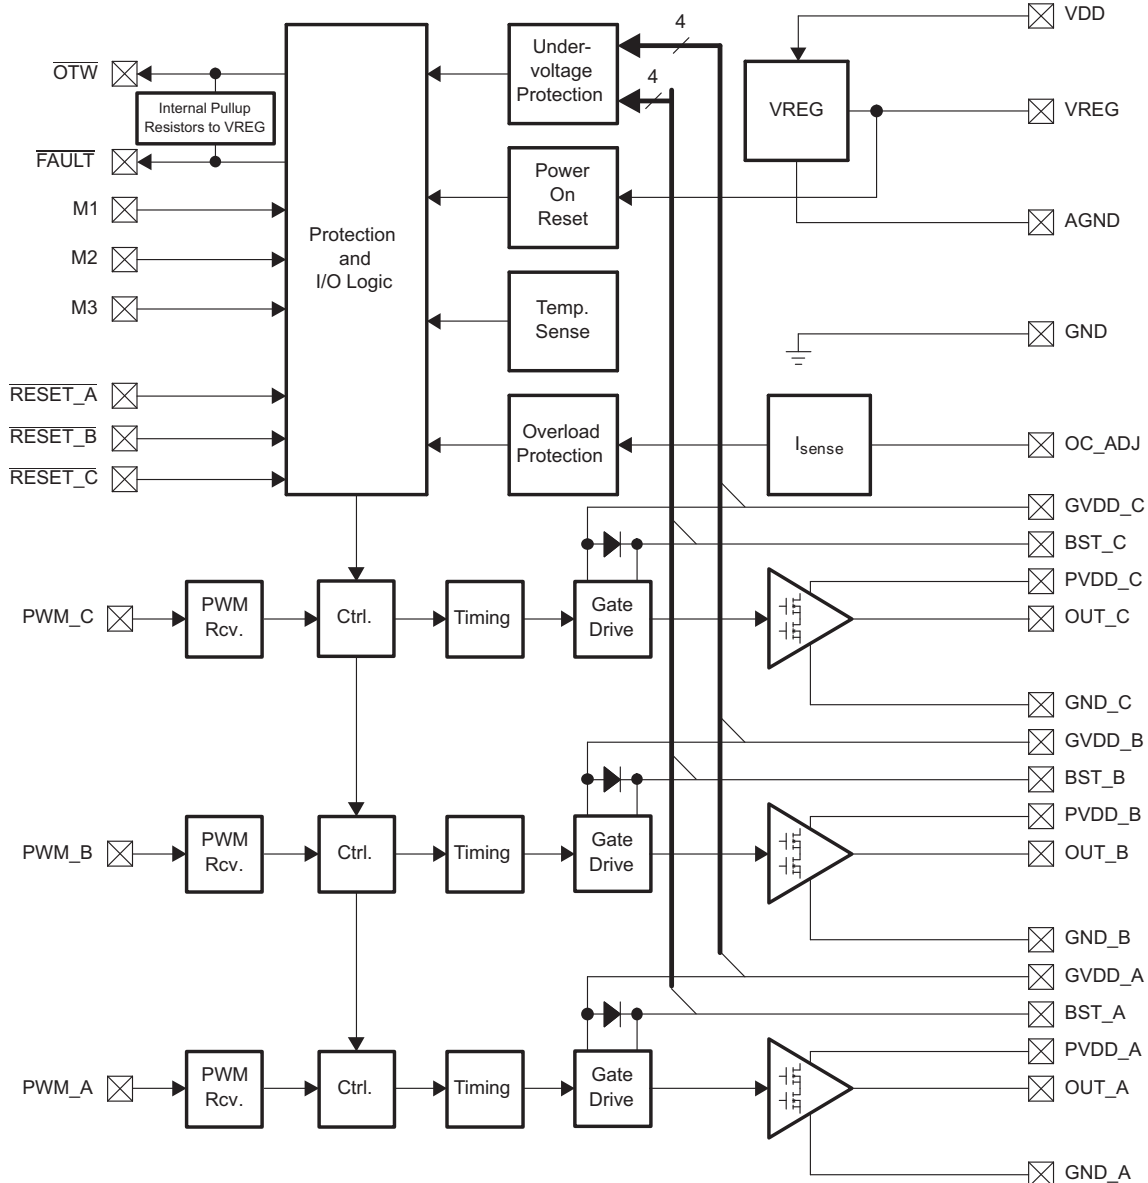 4
VDD
Under-
voltage
Protection
OTW
4
Internal Pullup
Resistors to VREG
VREG
VREG
FAULT
Power
On
Reset
M1
AGND
Protection
and
I/O Logic
M2
M3
Temp.
Sense
GND
RESET_A
RESET_B
Overload
Protection
Isense
OC_ADJ
RESET_C
GVDD_C
BST_C
PVDD_C
PWM_C
PWM
Rcv.
Ctrl.
Timing
Gate
Drive
OUT_C
GND_C
GVDD_B
BST_B
PVDD_B
PWM_B
PWM
Rcv.
Ctrl.
Timing
Gate
Drive
OUT_B
GND_B
GVDD_A
BST_A
PVDD_A
PWM_A
PWM
Rcv.
Ctrl.
Timing
Gate
Drive
OUT_A
GND_A